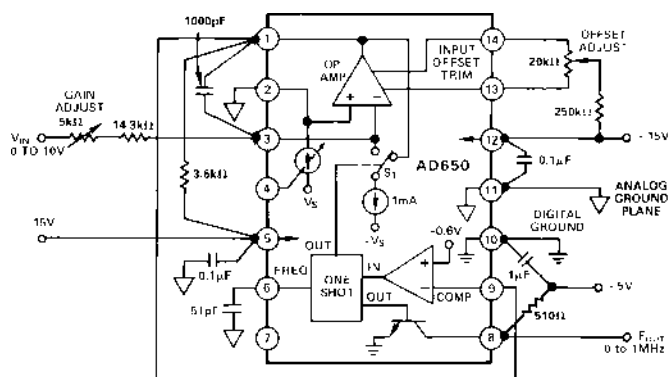 1000pF
GAIN
ADJUST
5kΩ
14.3kΩ
VIN
0 TO 10V
3.6kΩ
15V
0.1µF
51pF
1
2
3
4
5
6
7
OP
AMP
+
−
INPUT
OFFSET
TRIM
S1
AD650
1mA
VS
-VS
-0.6V
OUT
FREQ
IN
ONE
SHOT
OUT
+
−
COMP
14
13
12
11
10
9
8
OFFSET
ADJUST
20kΩ
250kΩ
- 15V
0.1µF
ANALOG
GROUND
PLANE
DIGITAL
GROUND
1µF
- 5V
510Ω
FOUT
0 to 1MHz